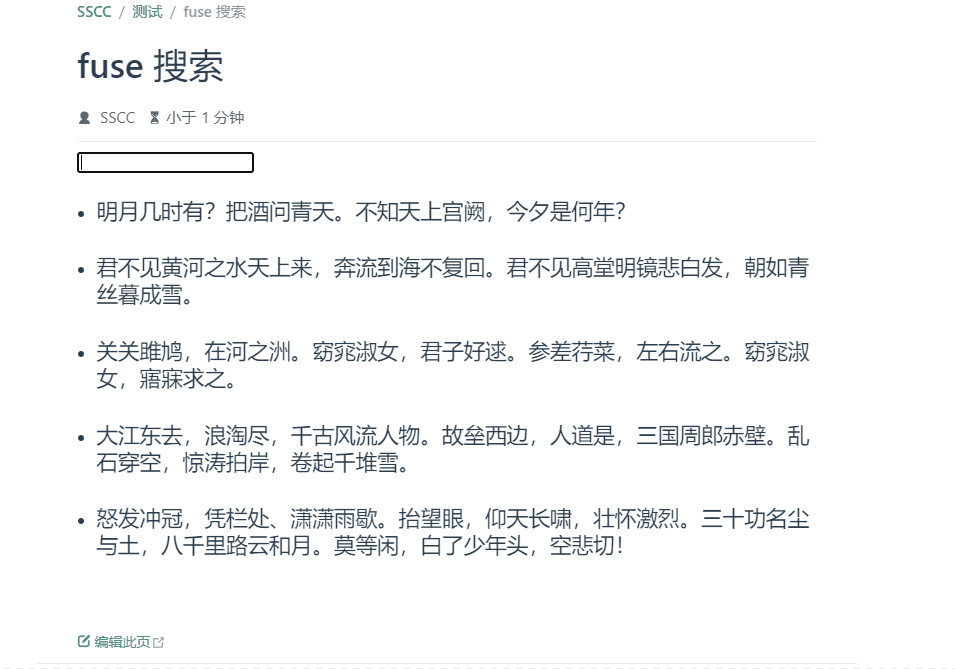 SSCC / 测试 / fuse 搜索
fuse 搜索
SSCC 小于 1 分钟
• 明月几时有？把酒问青天。不知天上宫阙，今夕是何年？
• 君不见黄河之水天上来，奔流到海不复回。君不见高堂明镜悲白发，朝如青
丝暮成雪。
• 关关雎鸠，在河之洲。窈窕淑女，君子好逑。参差荇菜，左右流之。窈窕淑
女，寤寐求之。
• 大江东去，浪淘尽，千古风流人物。故垒西边，人道是，三国周郎赤壁。乱
石穿空，惊涛拍岸，卷起千堆雪。
• 怒发冲冠，凭栏处、潇潇雨歇。抬望眼，仰天长啸，壮怀激烈。三十功名尘
与土，八千里路云和月。莫等闲，白了少年头，空悲切！
编辑此页